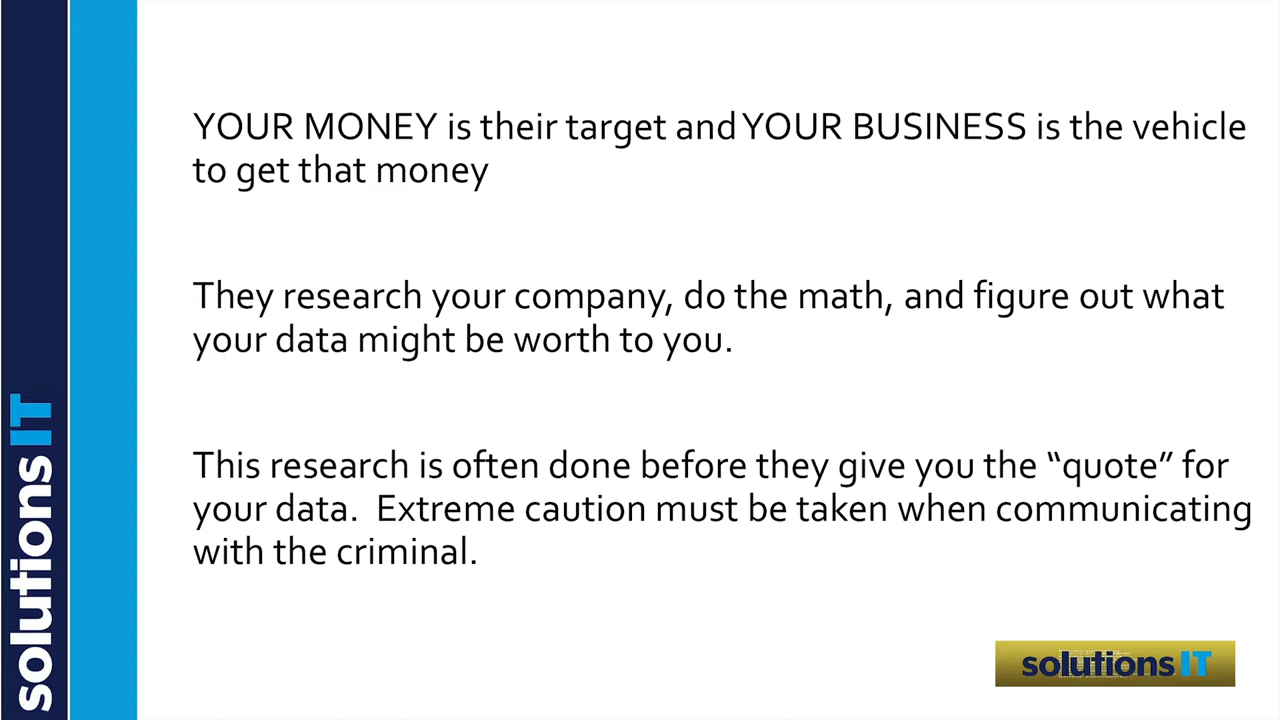 YOUR MONEY is their target and YOUR BUSINESS is the vehicle
to get that money
They research your company, do the math, and figure out what
your data might be worth to you.
This research is often done before they give you the “quote” for
your data.  Extreme caution must be taken when communicating
with the criminal.
solutions IT
solutions IT